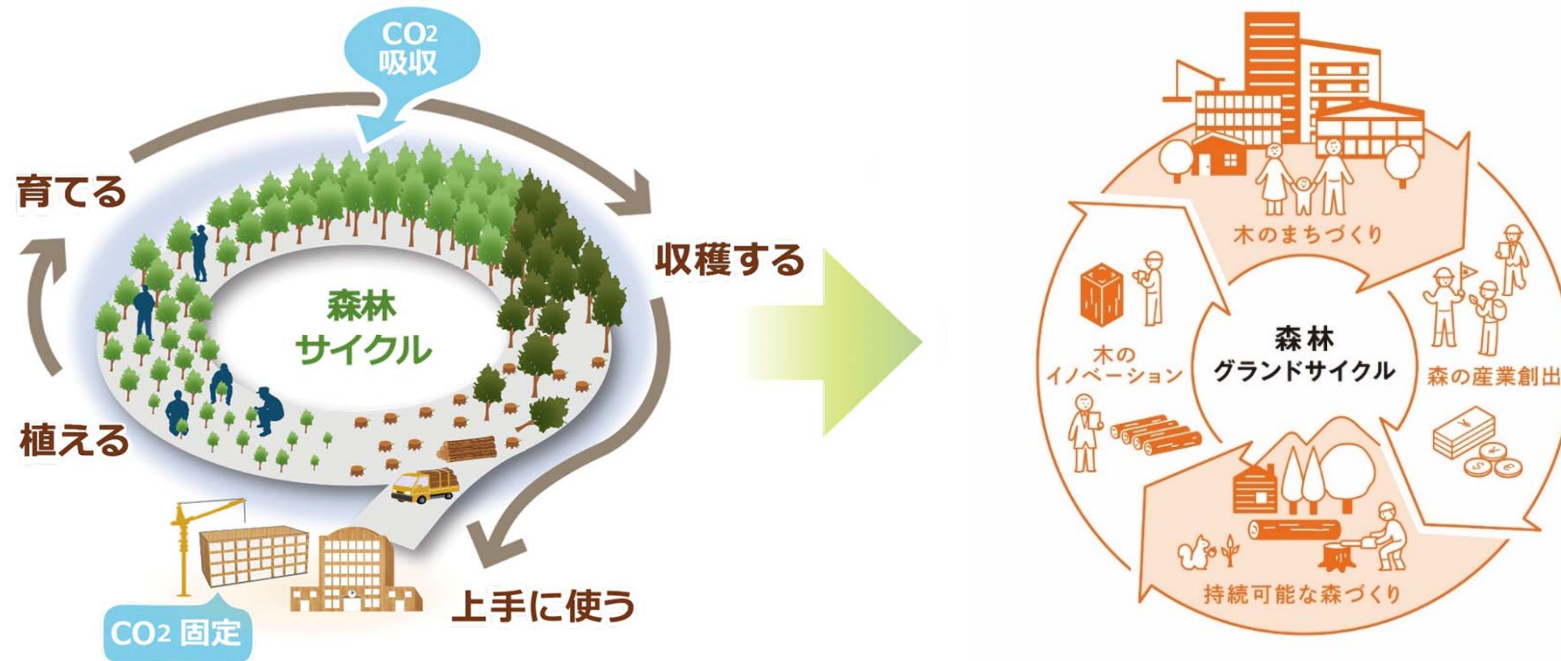 CO2
吸収
育てる
収穫する
森林
サイクル
植える
上手に使う
CO2 固定
木のまちづくり
木の
イノベーション
森林
グランドサイクル
森の産業創出
¥
¥
$
持続可能な森づくり